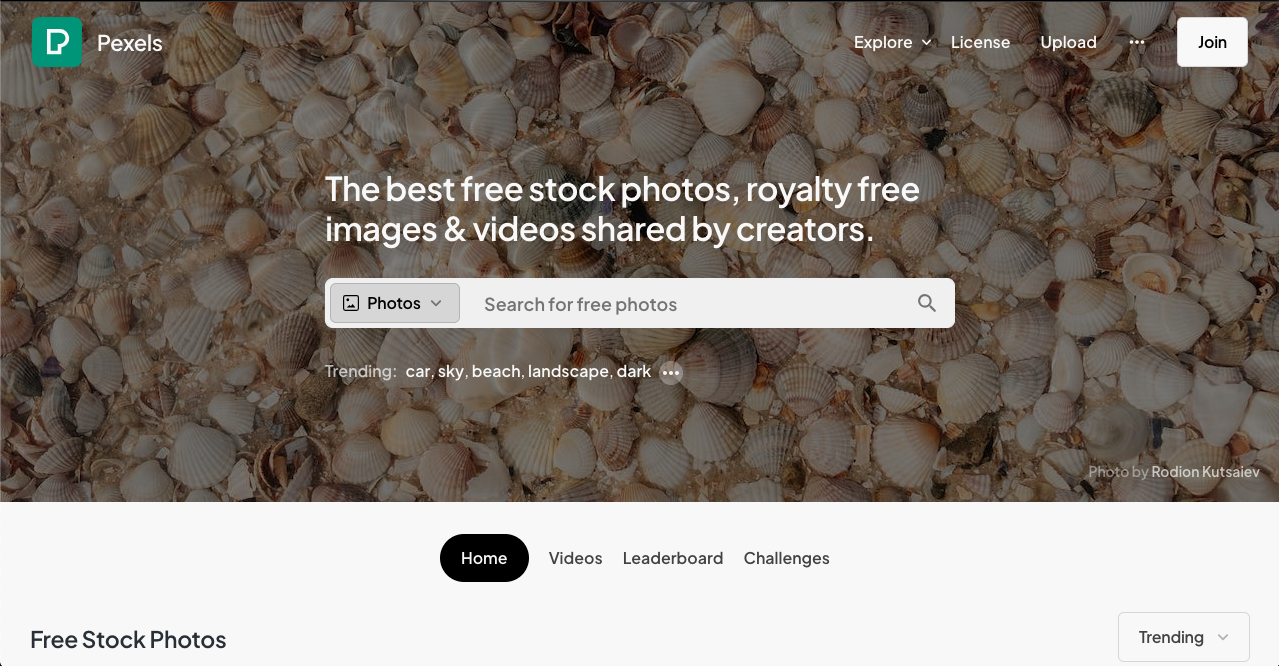 Pexels
Explore License Upload ••• Join
The best free stock photos, royalty free
images & videos shared by creators.
Photos Search for free photos
Trending: car, sky, beach, landscape, dark •••
Photo by Rodion Kutsaiev
Home Videos Leaderboard Challenges
Free Stock Photos
Trending